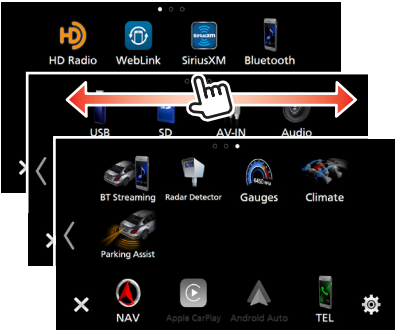 HD Radio WebLink SiriusXM Bluetooth
USB SD AV-IN Audio
BT Streaming Radar Detector Gauges Climate
Parking Assist
NAV Apple CarPlay Android Auto TEL